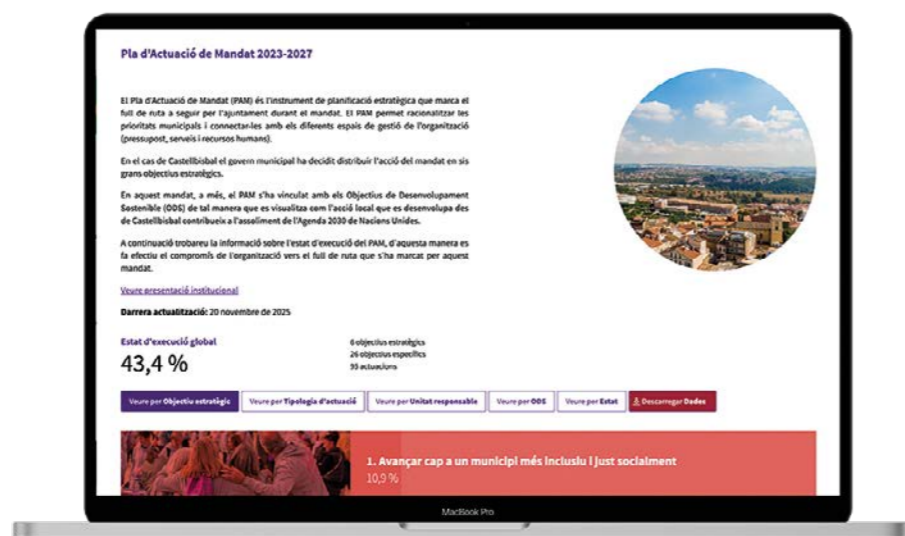 Pla d'Actuació de Mandat 2023-2027
El Pla d'Actuació de Mandat (PAM) és l'instrument de planificació estratègica que marca el
full de ruta a seguir per l'ajuntament durant el mandat. El PAM permet racionalitzar les
prioritats municipals i connectar-les amb els diferents espais de gestió de l'organització
(pressupost, serveis i recursos humans).
En el cas de Castellbisbal el govern municipal ha decidit distribuir l'acció del mandat en sis
grans objectius estratègics.
En aquest mandat, a més, el PAM s'ha vinculat amb els Objectius de Desenvolupament
Sostenible (ODS) de tal manera que es visualitza com l'acció local que es desenvolupa des
de Castellbisbal contribueix a l'assoliment de l'Agenda 2030 de Nacions Unides.
A continuació trobareu la informació sobre l'estat d'execució del PAM, d'aquesta manera es
fa efectiu el compromís de l'organització vers el full de ruta que s'ha marcat per aquest
mandat.
Veure presentació institucional
Darrera actualització: 20 novembre de 2025
Estat d'execució global
43,4 %
6 objectius estratègics
26 objectius específics
93 actuacions
Veure per Objectiu estratègic
Veure per Tipologia d'actuació
Veure per Unitat responsable
Veure per ODS
Veure per Estat
Descarregar Dades
1. Avançar cap a un municipi més inclusiu i just socialment
10,9 %
MacBook Pro